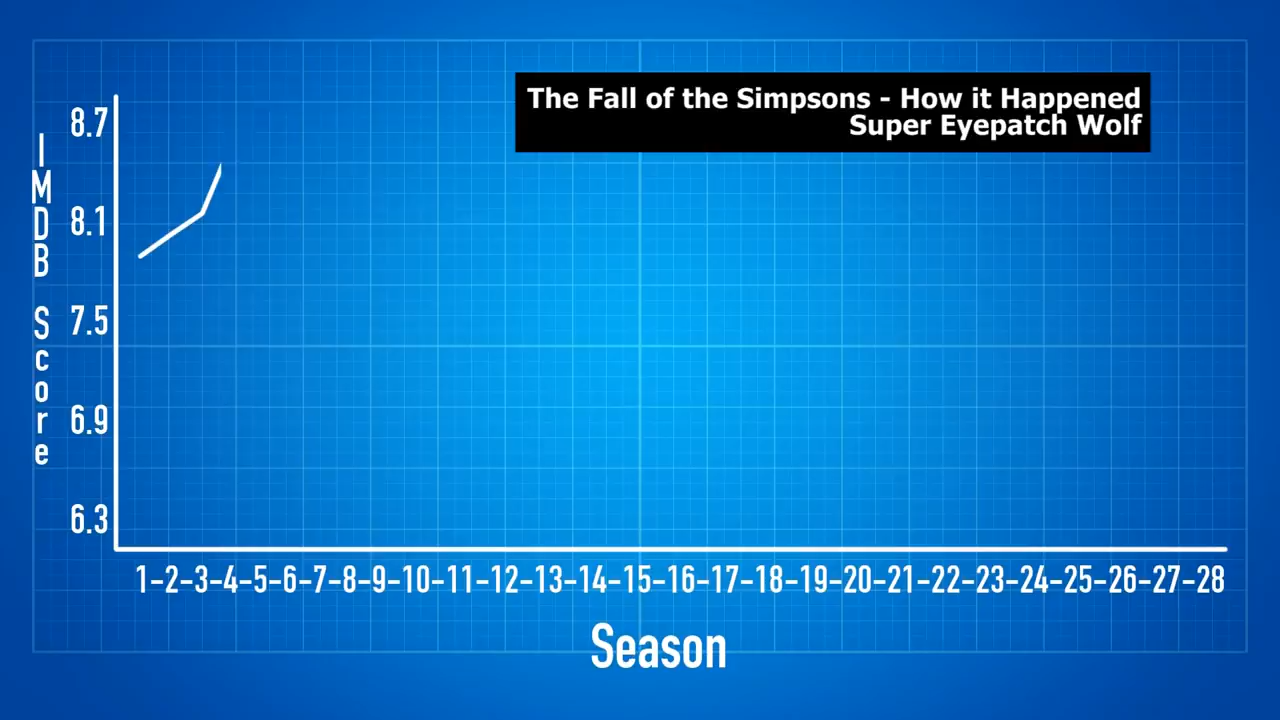 The Fall of the Simpsons - How it Happened
Super Eyepatch Wolf
IMDB Score
8.7
8.1
7.5
6.9
6.3
1-2-3-4-5-6-7-8-9-10-11-12-13-14-15-16-17-18-19-20-21-22-23-24-25-26-27-28
Season